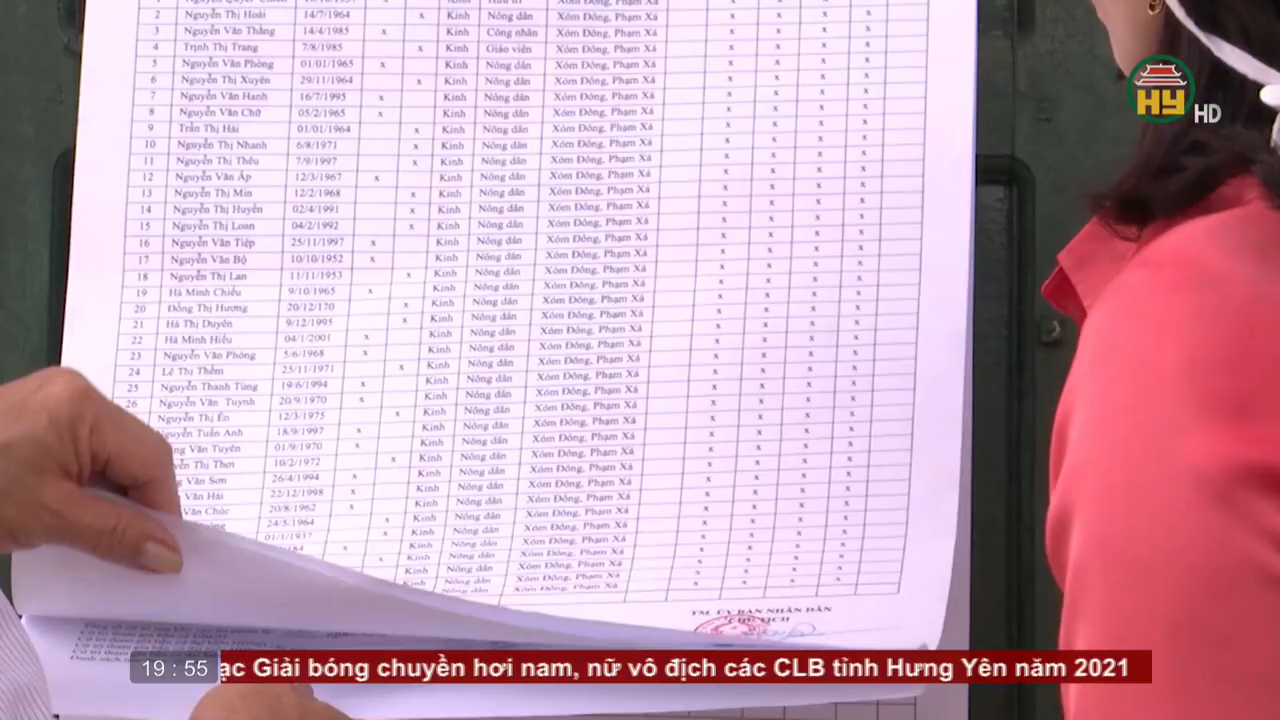 2 Nguyễn Thị Hoài 14/7/1964 x Kinh Nông dân Xóm Đông, Phạm Xá x x x x
3 Nguyễn Văn Thắng 14/4/1985 x Kinh Công nhân Xóm Đông, Phạm Xá x x x x
4 Trịnh Thị Trang 7/8/1985 x Kinh Giáo viên Xóm Đông, Phạm Xá x x x x
5 Nguyễn Văn Phòng 01/01/1965 x Kinh Nông dân Xóm Đông, Phạm Xá x x x x
6 Nguyễn Thị Xuyên 29/11/1964 x Kinh Nông dân Xóm Đông, Phạm Xá x x x x
7 Nguyễn Văn Hanh 16/7/1995 x Kinh Nông dân Xóm Đông, Phạm Xá x x x x
8 Nguyễn Văn Chữ 05/2/1965 x Kinh Nông dân Xóm Đông, Phạm Xá x x x x
9 Trần Thị Hải 01/01/1964 x Kinh Nông dân Xóm Đông, Phạm Xá x x x x
10 Nguyễn Thị Nhanh 6/8/1971 x Kinh Nông dân Xóm Đông, Phạm Xá x x x x
11 Nguyễn Thị Thêu 7/9/1997 x Kinh Nông dân Xóm Đông, Phạm Xá x x x x
12 Nguyễn Văn Ấp 12/3/1967 x Kinh Nông dân Xóm Đông, Phạm Xá x x x x
13 Nguyễn Thị Min 12/2/1968 x Kinh Nông dân Xóm Đông, Phạm Xá x x x x
14 Nguyễn Thị Huyền 02/4/1991 x Kinh Nông dân Xóm Đông, Phạm Xá x x x x
15 Nguyễn Thị Loan 04/2/1992 x Kinh Nông dân Xóm Đông, Phạm Xá x x x x
16 Nguyễn Văn Tiệp 25/11/1997 x Kinh Nông dân Xóm Đông, Phạm Xá x x x x
17 Nguyễn Văn Bộ 10/10/1952 x Kinh Nông dân Xóm Đông, Phạm Xá x x x x
18 Nguyễn Thị Lan 11/11/1953 x Kinh Nông dân Xóm Đông, Phạm Xá x x x x
19 Hà Minh Chiều 9/10/1965 x Kinh Nông dân Xóm Đông, Phạm Xá x x x x
20 Đồng Thị Hương 20/12/170 x Kinh Nông dân Xóm Đông, Phạm Xá x x x x
21 Hà Thị Duyên 9/12/1995 x Kinh Nông dân Xóm Đông, Phạm Xá x x x x
22 Hà Minh Hiếu 04/1/2001 x Kinh Nông dân Xóm Đông, Phạm Xá x x x x
23 Nguyễn Văn Phóng 5/6/1968 x Kinh Nông dân Xóm Đông, Phạm Xá x x x x
24 Lê Thị Thềm 25/11/1971 x Kinh Nông dân Xóm Đông, Phạm Xá x x x x
25 Nguyễn Thanh Tùng 19/6/1994 x Kinh Nông dân Xóm Đông, Phạm Xá x x x x
26 Nguyễn Văn Tuynh 20/9/1970 x Kinh Nông dân Xóm Đông, Phạm Xá x x x x
Nguyễn Thị Én 12/3/1975 x Kinh Nông dân Xóm Đông, Phạm Xá x x x x
Nguyễn Tuấn Anh 18/9/1997 x Kinh Nông dân Xóm Đông, Phạm Xá x x x x
Văn Tuyên 01/9/1970 x Kinh Nông dân Xóm Đông, Phạm Xá x x x x
Thị Thơi 10/2/1972 x Kinh Nông dân Xóm Đông, Phạm Xá x x x x
Văn Sơn 26/4/1994 x Kinh Nông dân Xóm Đông, Phạm Xá x x x x
Văn Hải 22/12/1998 x Kinh Nông dân Xóm Đông, Phạm Xá x x x x
Văn Chúc 20/8/1962 x Kinh Nông dân Xóm Đông, Phạm Xá x x x x
24/5/1964 x Kinh Nông dân Xóm Đông, Phạm Xá x x x x
x Kinh Nông dân Xóm Đông, Phạm Xá x x x x
x Kinh Nông dân Xóm Đông, Phạm Xá x x x x
TM. ỦY BAN NHÂN DÂN
CHỦ TỊCH
HY HD
19 : 55 ạc Giải bóng chuyền hơi nam, nữ vô địch các CLB tỉnh Hưng Yên năm 2021